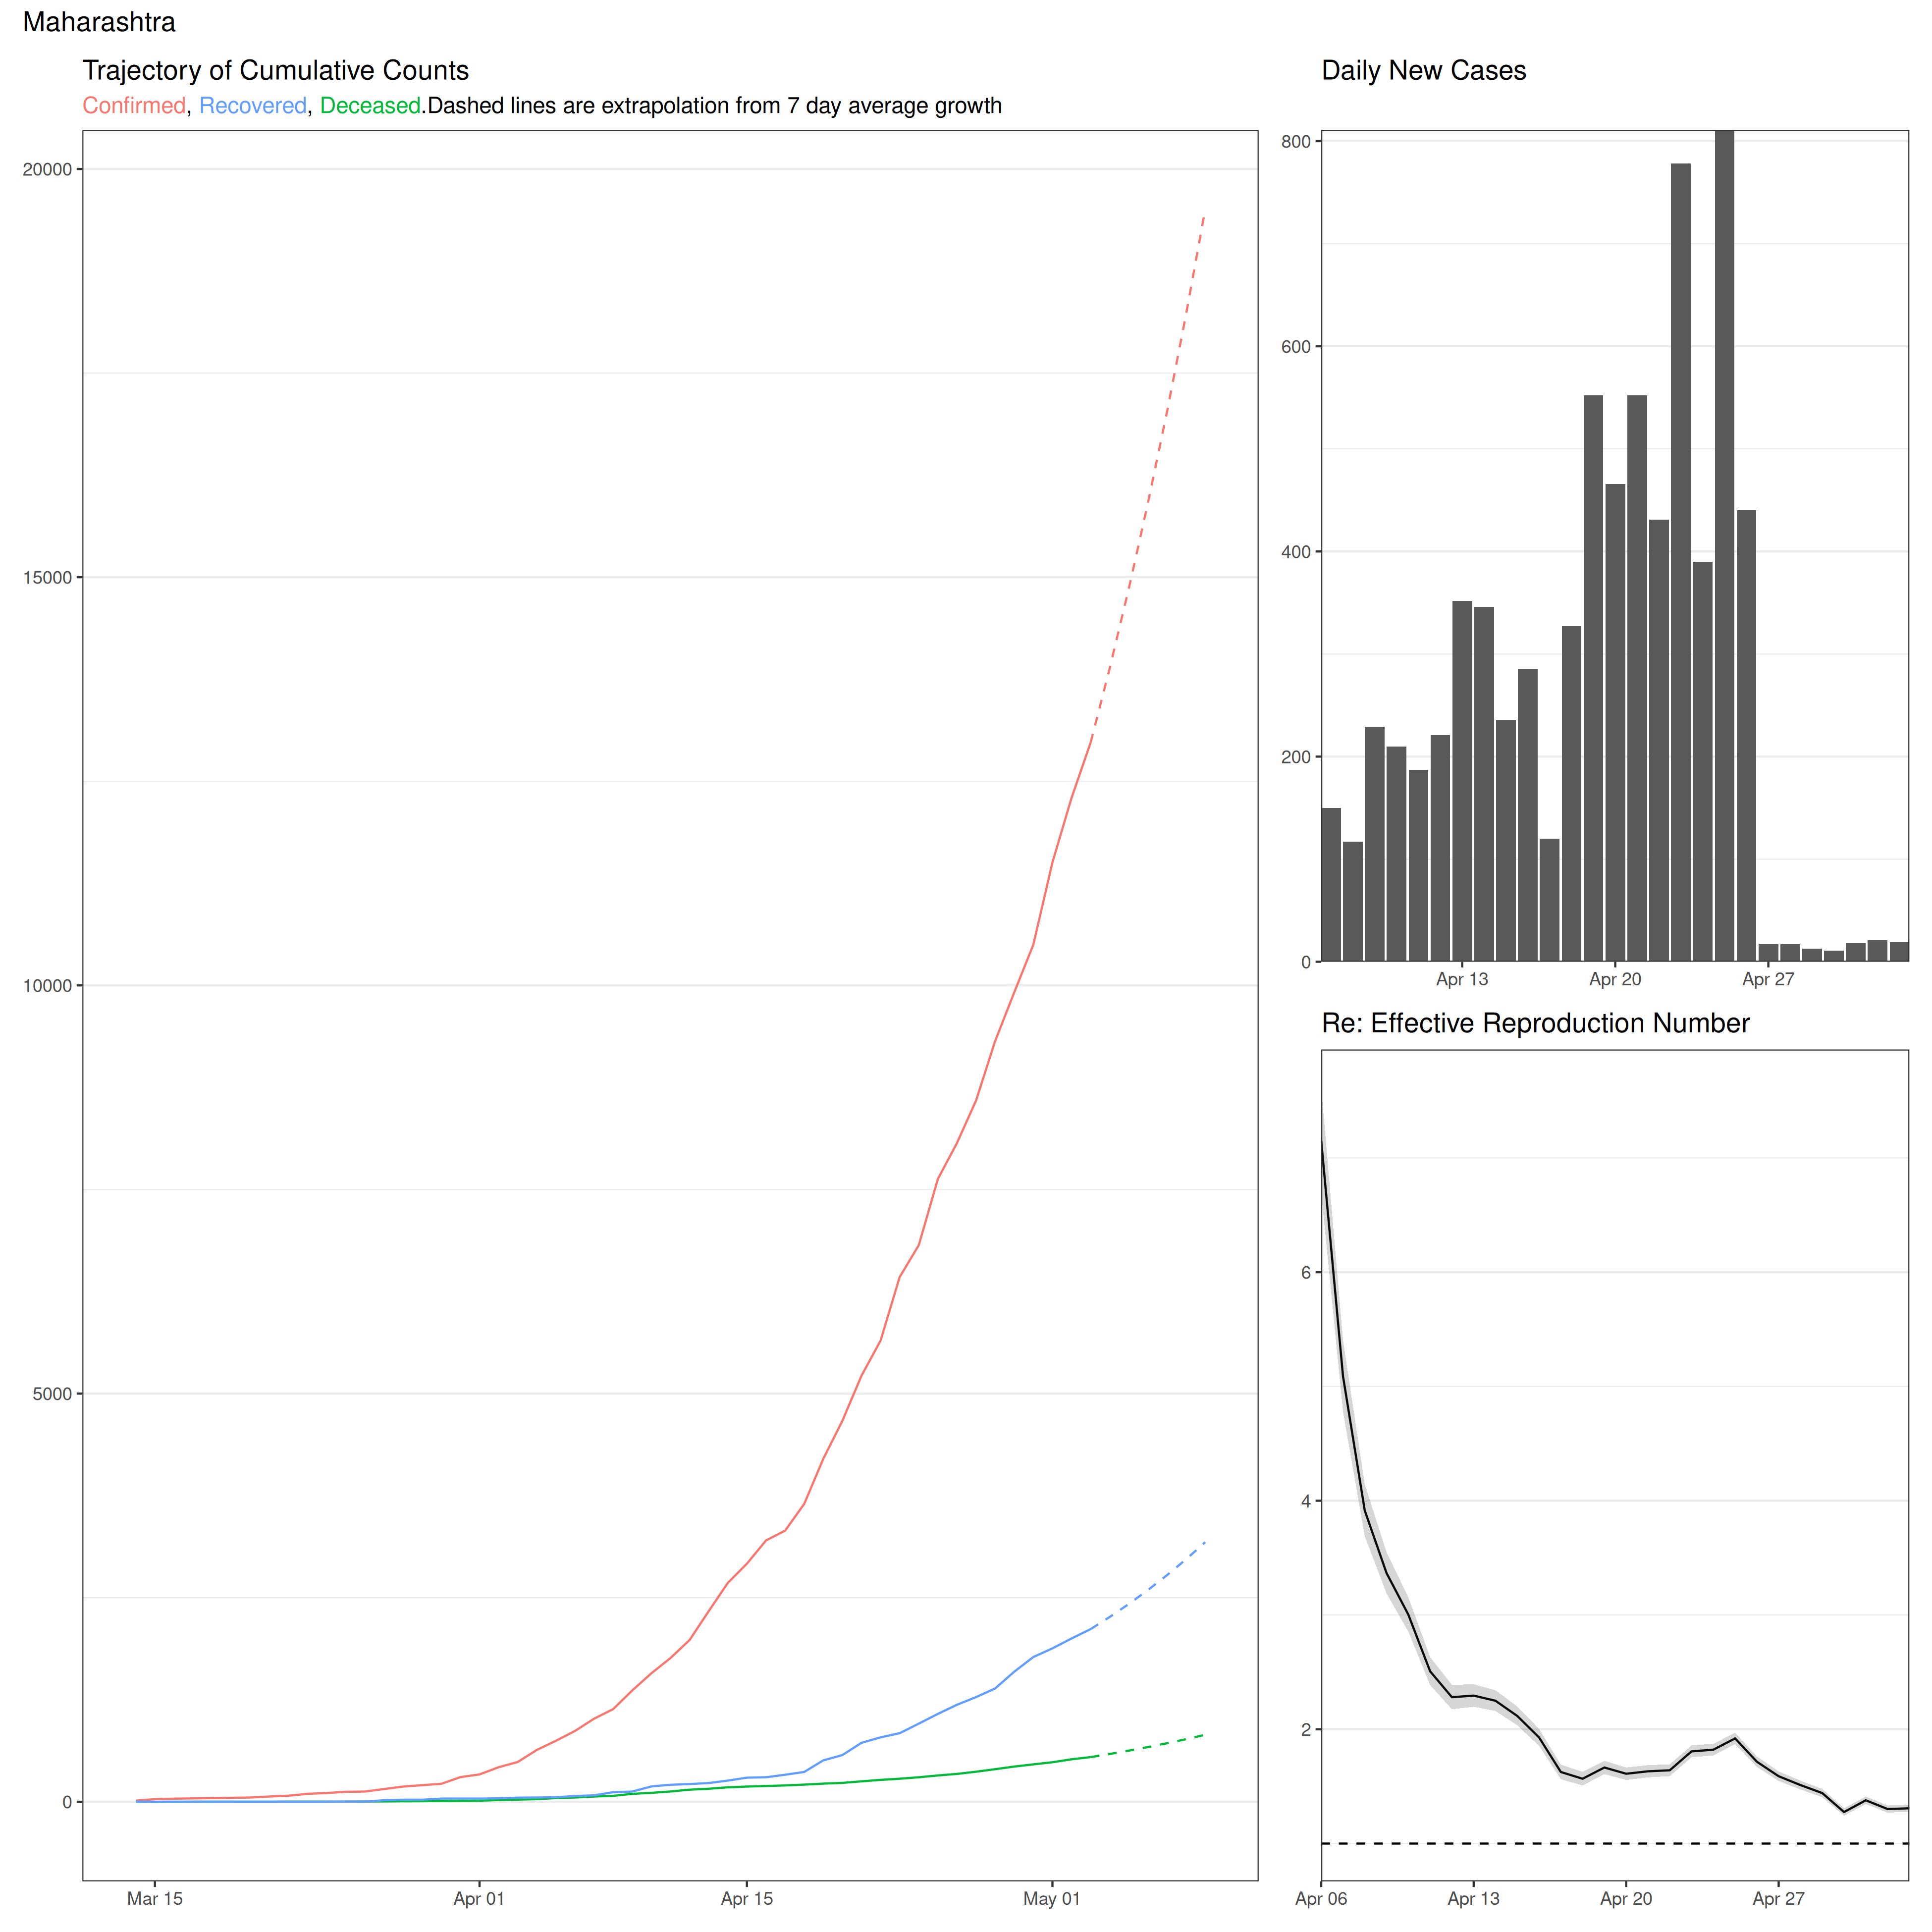 Maharashtra
Trajectory of Cumulative Counts
Confirmed, Recovered, Deceased.Dashed lines are extrapolation from 7 day average growth
20000
15000
10000
5000
0
Mar 15
Apr 01
Apr 15
May 01
Daily New Cases
800
600
400
200
0
Apr 13
Apr 20
Apr 27
Re: Effective Reproduction Number
6
4
2
Apr 06
Apr 13
Apr 20
Apr 27